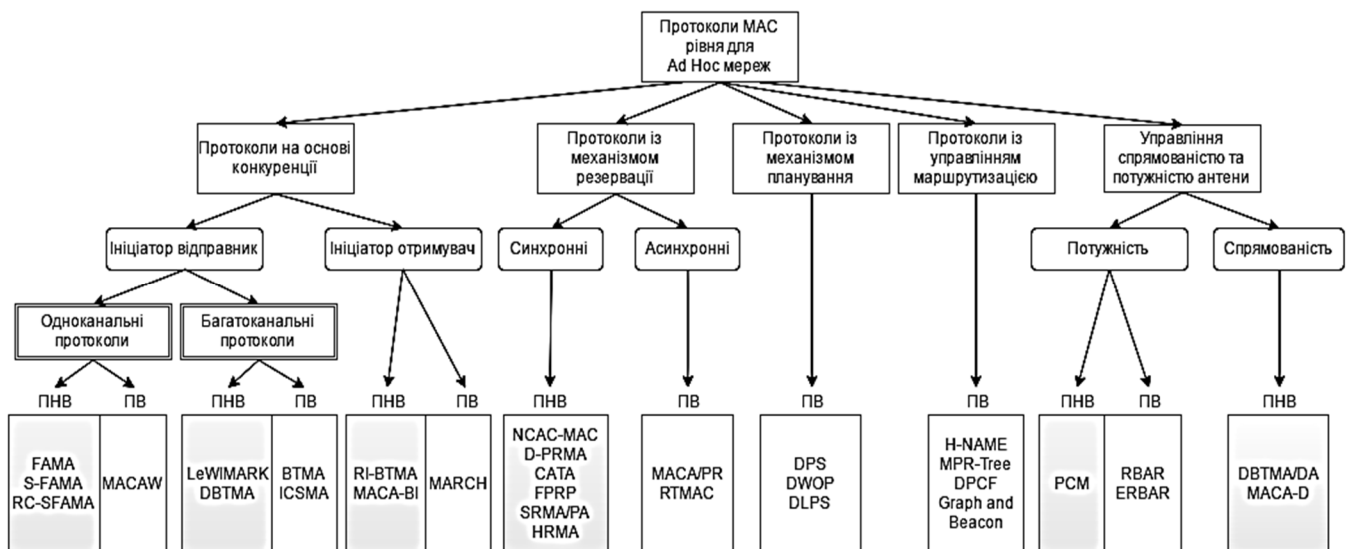 Протоколи MAC
рівня для
Ad Hoc мереж
Протоколи на основі
конкуренції
Протоколи із
механізмом
резервації
Протоколи із
механізмом
планування
Протоколи із
управлінням
маршрутизацією
Управління
спрямованістю та
потужністю антени
Ініціатор відправник
Ініціатор отримувач
Синхронні
Асинхронні
Потужність
Спрямованість
Одноканальні
протоколи
Багатоканальні
протоколи
ПНВ
ПВ
ПНВ
ПВ
ПНВ
ПВ
ПНВ
ПВ
ПВ
ПВ
ПНВ
ПВ
ПНВ
FAMA
S-FAMA
RC-SFAMA
MACAW
LeWIMARK
DBTMA
BTMA
ICSMA
RI-BTMA
MACA-BI
MARCH
NCAC-MAC
D-PRMA
CATA
FPRP
SRMA/PA
HRMA
MACA/PR
RTMAC
DPS
DWOP
DLPS
H-NAME
MPR-Tree
DPCF
Graph and
Beacon
PCM
RBAR
ERBAR
DBTMA/DA
MACA-D